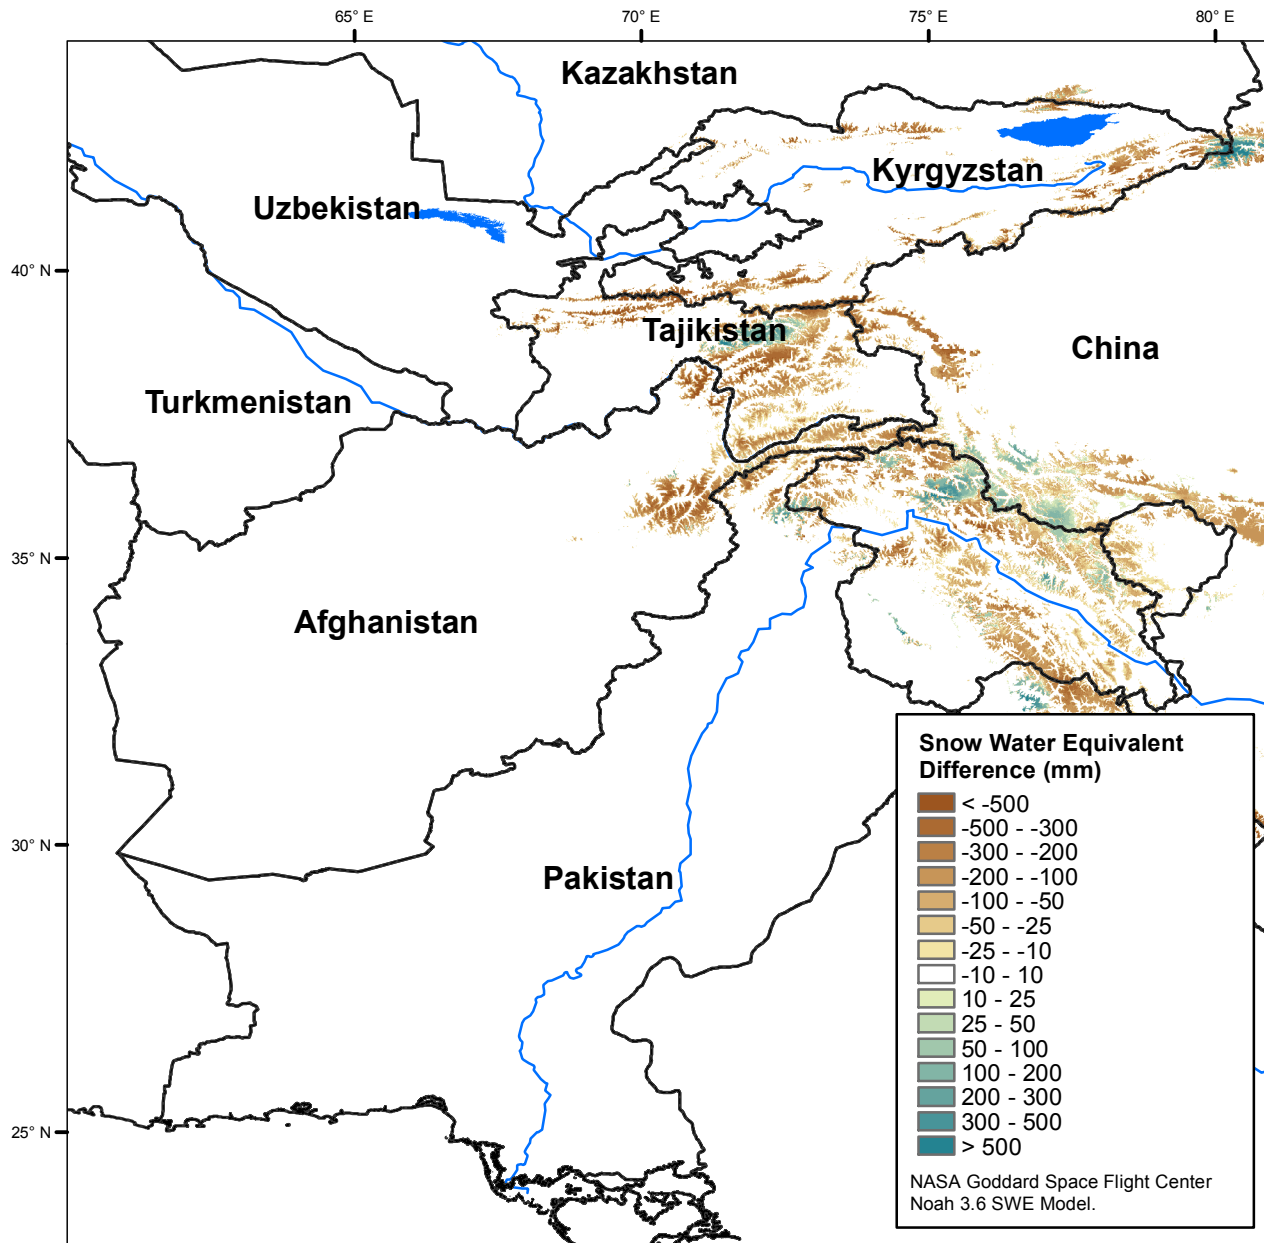 65° E
70° E
75° E
80° E
Kazakhstan
Kyrgyzstan
Uzbekistan
40° N
Tajikistan
China
Turkmenistan
35° N
Afghanistan
30° N
Pakistan
25° N
Snow Water Equivalent
Difference (mm)
< -500
-500 - -300
-300 - -200
-200 - -100
-100 - -50
-50 - -25
-25 - -10
-10 - 10
10 - 25
25 - 50
50 - 100
100 - 200
200 - 300
300 - 500
> 500
NASA Goddard Space Flight Center
Noah 3.6 SWE Model.